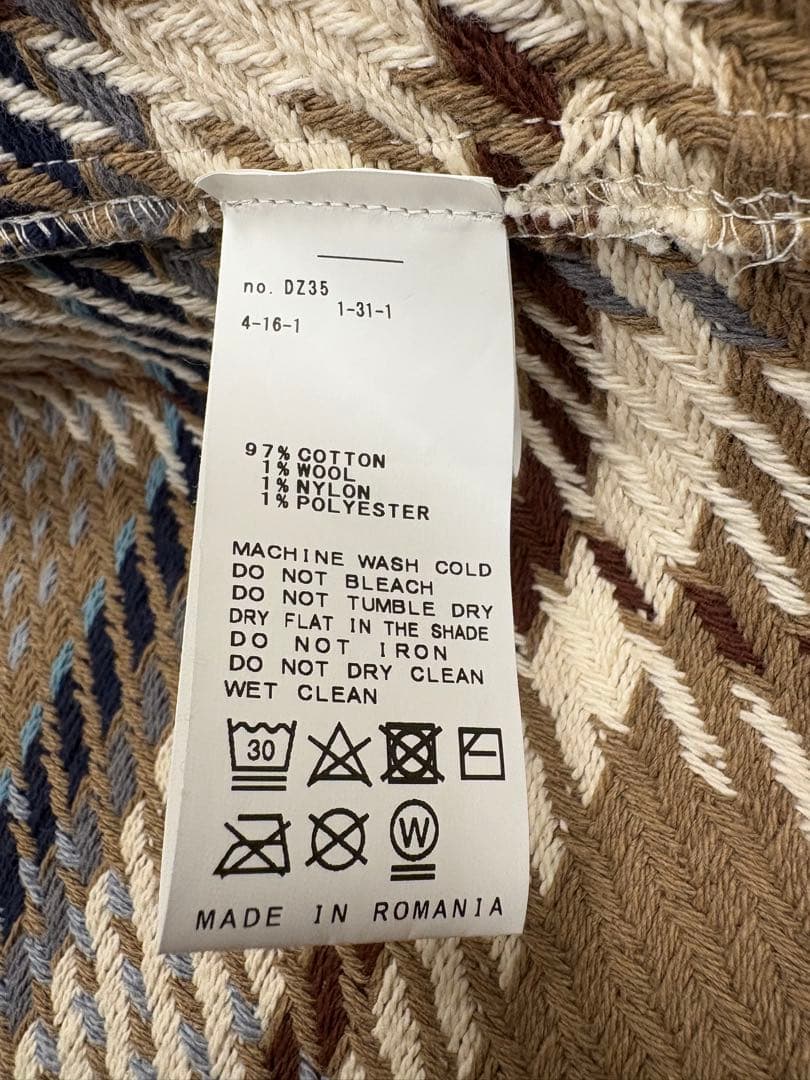 no. DZ35
1-31-1
4-16-1
97% COTTON
1% WOOL
1% NYLON
1% POLYESTER
MACHINE WASH COLD
DO NOT BLEACH
DO NOT TUMBLE DRY
DRY FLAT IN THE SHADE
DO NOT IRON
DO NOT DRY CLEAN
WET CLEAN
30
W
MADE IN ROMANIA